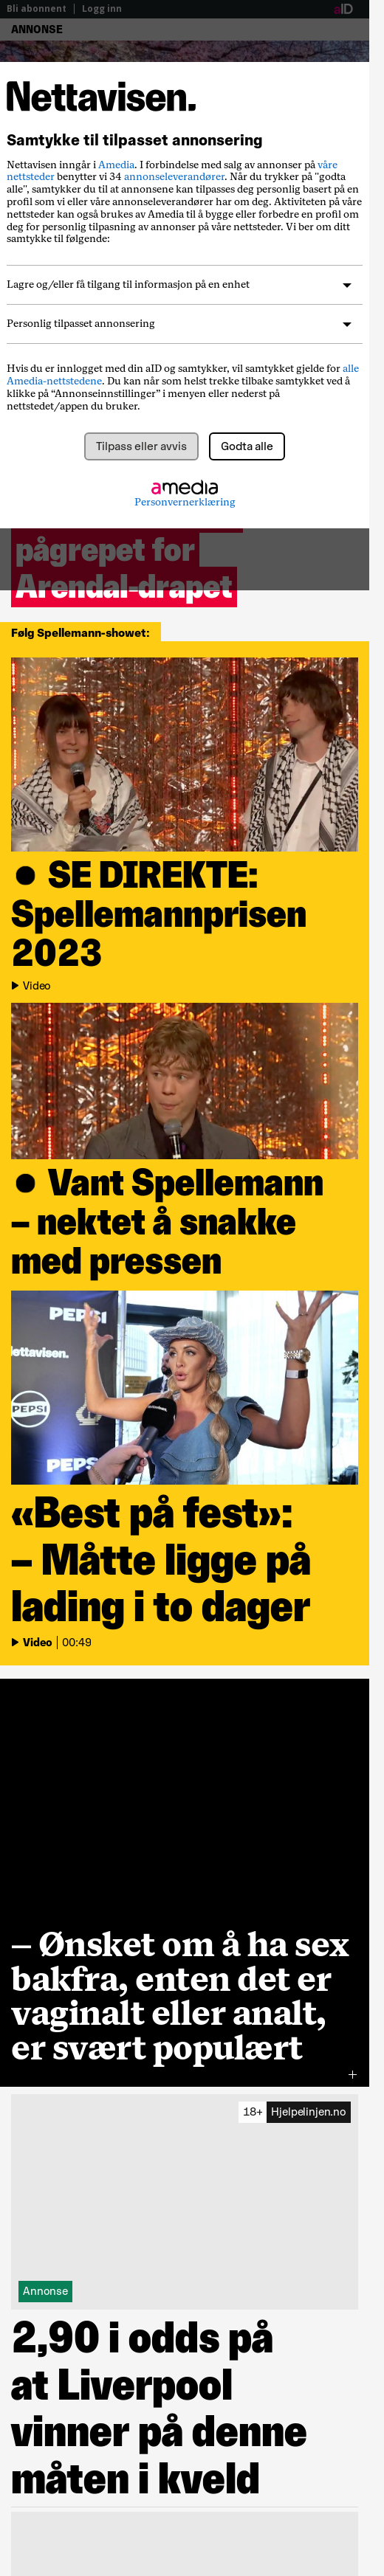 Bli abonnent | Logg inn
aID
ANNONSE
Nettavisen.
Samtykke til tilpasset annonsering
Nettavisen inngår i Amedia. I forbindelse med salg av annonser på våre
nettsteder benytter vi 34 annonseleverandører. Når du trykker på "godta
alle", samtykker du til at annonsene kan tilpasses deg personlig basert på en
profil som vi eller våre annonseleverandører har om deg. Aktiviteten på våre
nettsteder kan også brukes av Amedia til å bygge eller forbedre en profil om
deg for personlig tilpasning av annonser på våre nettsteder. Vi ber om ditt
samtykke til følgende:
Lagre og/eller få tilgang til informasjon på en enhet
Personlig tilpasset annonsering
Hvis du er innlogget med din aID og samtykker, vil samtykket gjelde for alle
Amedia-nettstedene. Du kan når som helst trekke tilbake samtykket ved å
klikke på “Annonseinnstillinger” i menyen eller nederst på
nettstedet/appen du bruker.
Tilpass eller avvis
Godta alle
amedia
Personvernerklæring
pågrepet for
Arendal-drapet
Følg Spellemann-showet:
● SE DIREKTE:
Spellemannprisen
2023
Video
● Vant Spellemann
– nektet å snakke
med pressen
PEPSI
Nettavisen.
PEPSI
PEPSI
«Best på fest»:
– Måtte ligge på
lading i to dager
Video | 00:49
– Ønsket om å ha sex
bakfra, enten det er
vaginalt eller analt,
er svært populært
+
18+ Hjelpelinjen.no
Annonse
2,90 i odds på
at Liverpool
vinner på denne
måten i kveld